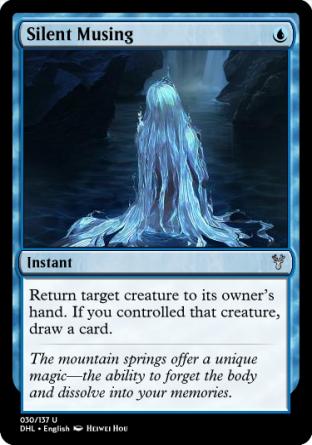 Silent Musing
Instant
Return target creature to its owner's
hand. If you controlled that creature,
draw a card.
The mountain springs offer a unique
magic—the ability to forget the body
and dissolve into your memories.
030/137 U
DHL • English Heiwei Hou